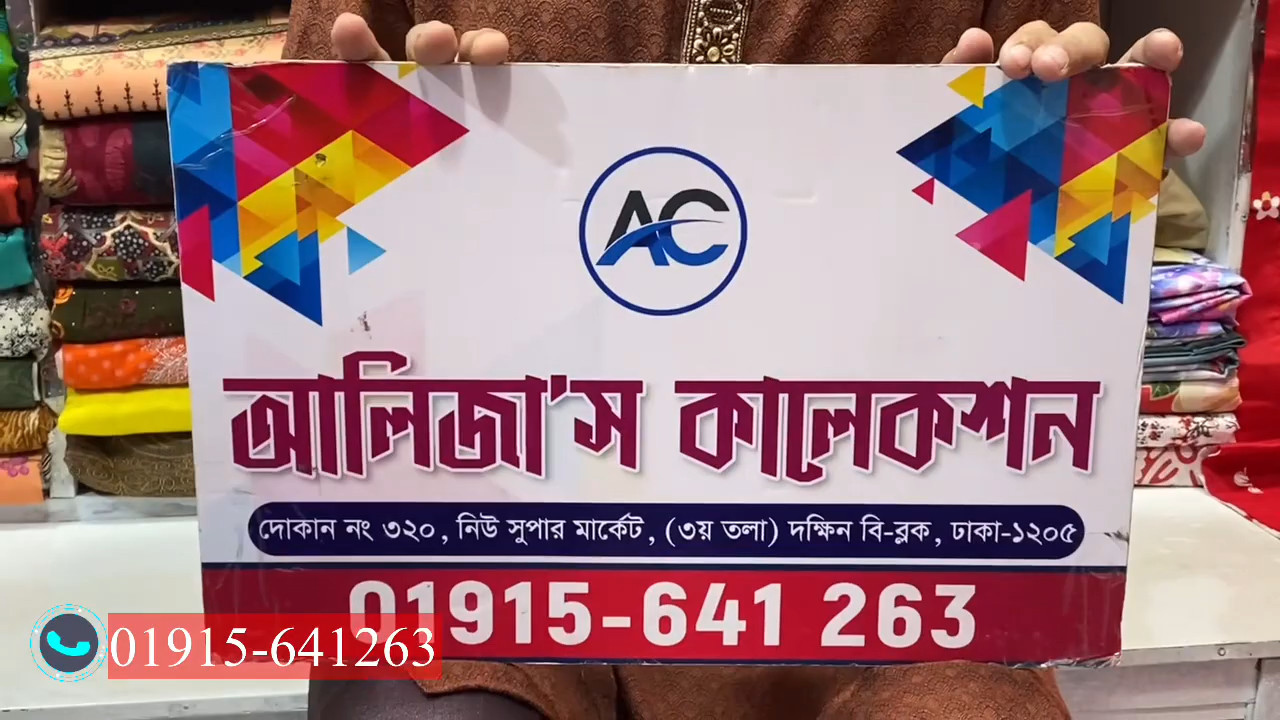 AC
আলিজা'স কালেকশন
দোকান নং ৩২০, নিউ সুপার মার্কেট, (৩য় তলা) দক্ষিন বি-ব্লক, ঢাকা-১২০৫
01915-641 263
01915-641263